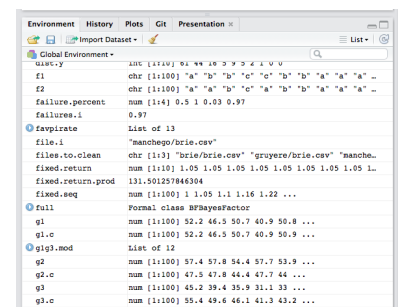 Environment History Plots Git Presentation
Import Dataset List
Global Environment
dist.y int [1:10] 61 44 16 5 9 5 2 1 0 0
f1 chr [1:100] "a" "b" "b" "c" "c" "b" "b" "a" "a" "a" …
f2 chr [1:100] "a" "b" "b" "c" "c" "b" "b" "a" "a" "a" …
failure.percent num [1:4] 0.5 1 0.03 0.97
failures.i 0.97
favpirate List of 13
file.i "manchego/brie.csv"
files.to.clean chr [1:3] "brie/brie.csv" "gruyere/brie.csv" "manche…
fixed.return num [1:10] 1.05 1.05 1.05 1.05 1.05 1.05 1.05 1.05 1…
fixed.return.prod 131.501257846304
fixed.seq num [1:100] 1 1.05 1.1 1.16 1.22 ...
full Formal class BFBayesFactor
g1 num [1:100] 52.2 46.5 50.7 40.9 50.8 ...
g1.c num [1:100] 52.2 46.5 50.7 40.9 50.9 ...
g1g3.mod List of 12
g2 num [1:100] 57.4 57.8 54.4 57.7 53.9 ...
g2.c num [1:100] 47.5 47.8 44.4 47.7 44 ...
g3 num [1:100] 45.2 39.4 35.9 31.1 33 ...
g3.c num [1:100] 55.4 49.6 46.1 41.3 43.2 ...